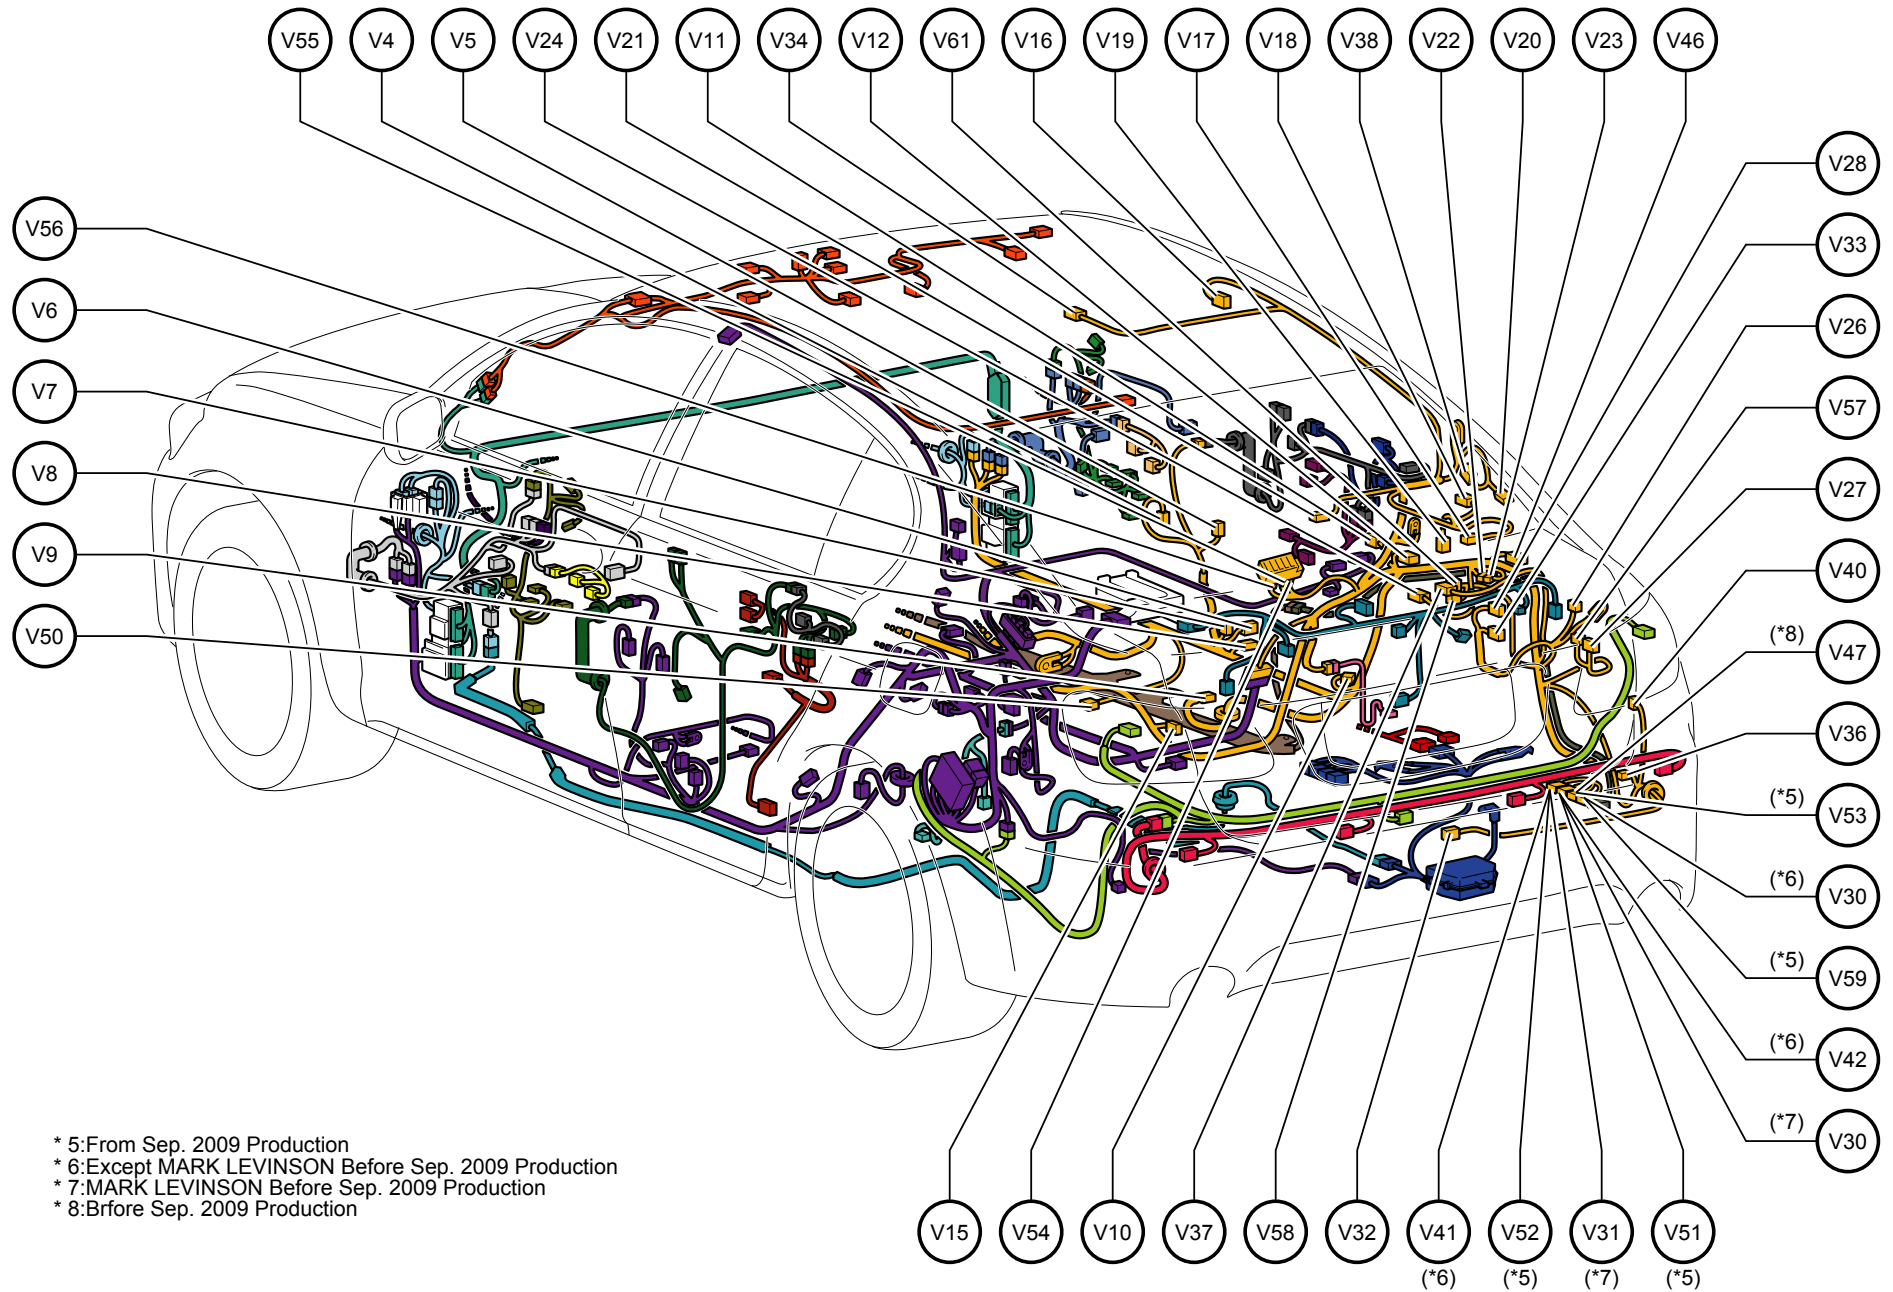 V55 V4 V5 V24 V21 V11 V34 V12 V61 V16 V19 V17 V18 V38 V22 V20 V23 V46
V28
V56
V33
V6
V26
V7
V57
V8
V27
V9
V40
V50
(*8)
V47
V36
(*5)
V53
(*6)
V30
(*5)
V59
(*6)
V42
(*7)
V30
* 5:From Sep. 2009 Production
* 6:Except MARK LEVINSON Before Sep. 2009 Production
* 7:MARK LEVINSON Before Sep. 2009 Production
* 8:Brfore Sep. 2009 Production
V15 V54 V10 V37 V58 V32 V41 V52 V31 V51
(*6) (*5) (*7) (*5)